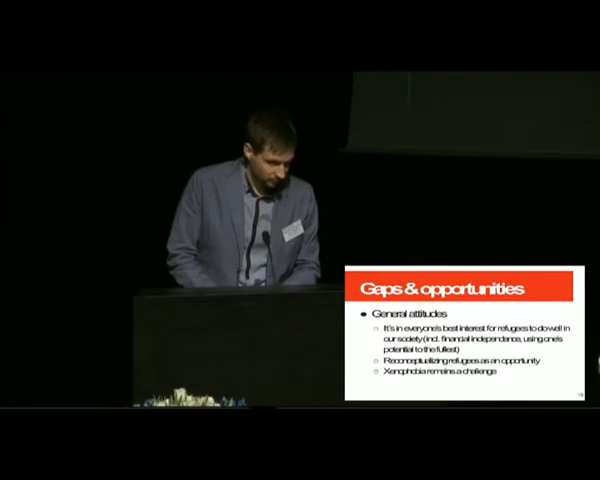 Gaps & opportunities
● General attitudes
○ It's in everyone's best interest for refugees to do well in
our society (incl. financial independence, using one's
potential to the fullest)
○ Reconceptualizing refugees as an opportunity
○ Xenophobia remains a challenge